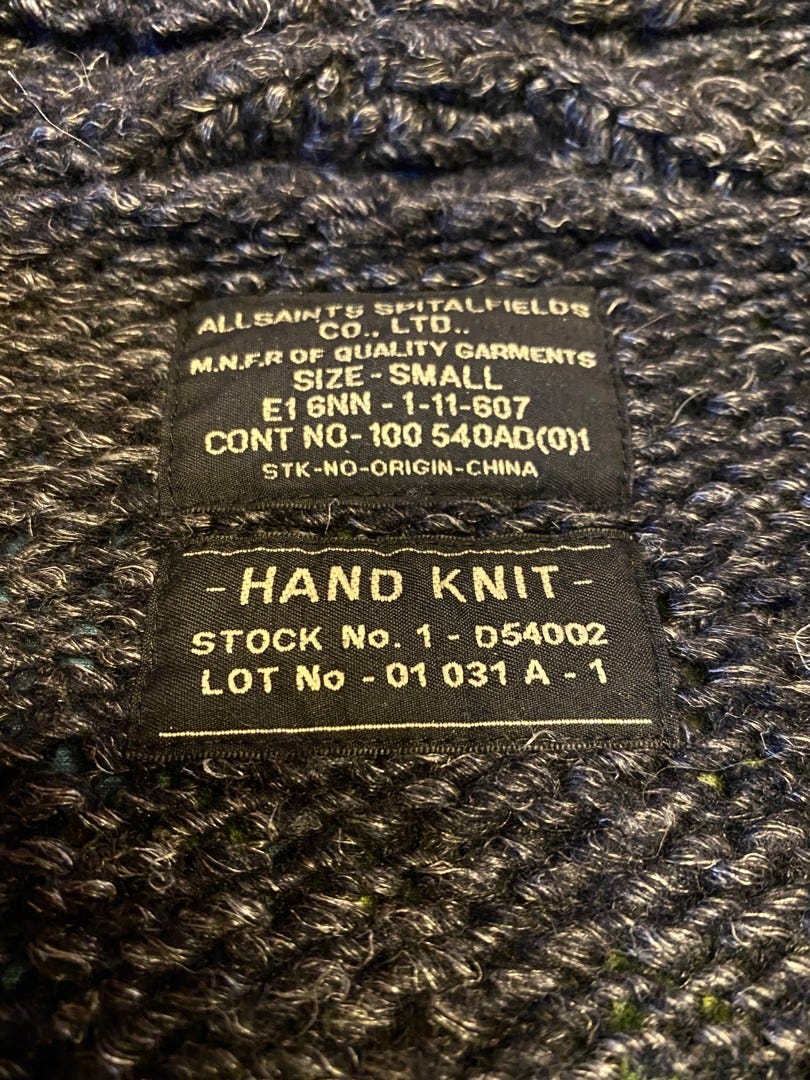 ALLSAINTS SPITALFIELDS
CO., LTD..
M.N.F.R OF QUALITY GARMENTS
SIZE - SMALL
E1 6NN - 1-11-607
CONT NO- 100 540AD(0)1
STK-NO-ORIGIN-CHINA
- HAND KNIT -
STOCK No. 1 - D54002
LOT No - 01 031 A - 1